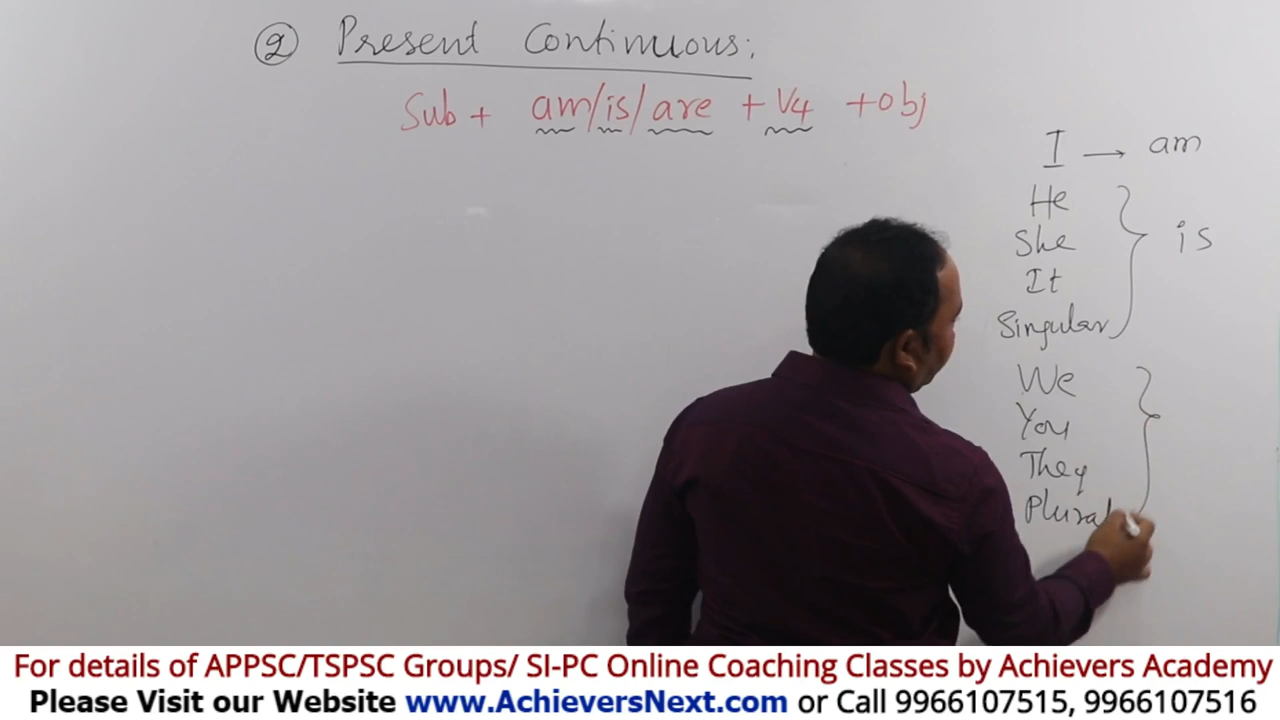 ② Present Continuous:
Sub + am/is/are + V4 + obj
I → am
He
She
It
Singular
is
We
You
They
Plural
For details of APPSC/TSPSC Groups/ SI-PC Online Coaching Classes by Achievers Academy
Please Visit our Website www.AchieversNext.com or Call 9966107515, 9966107516